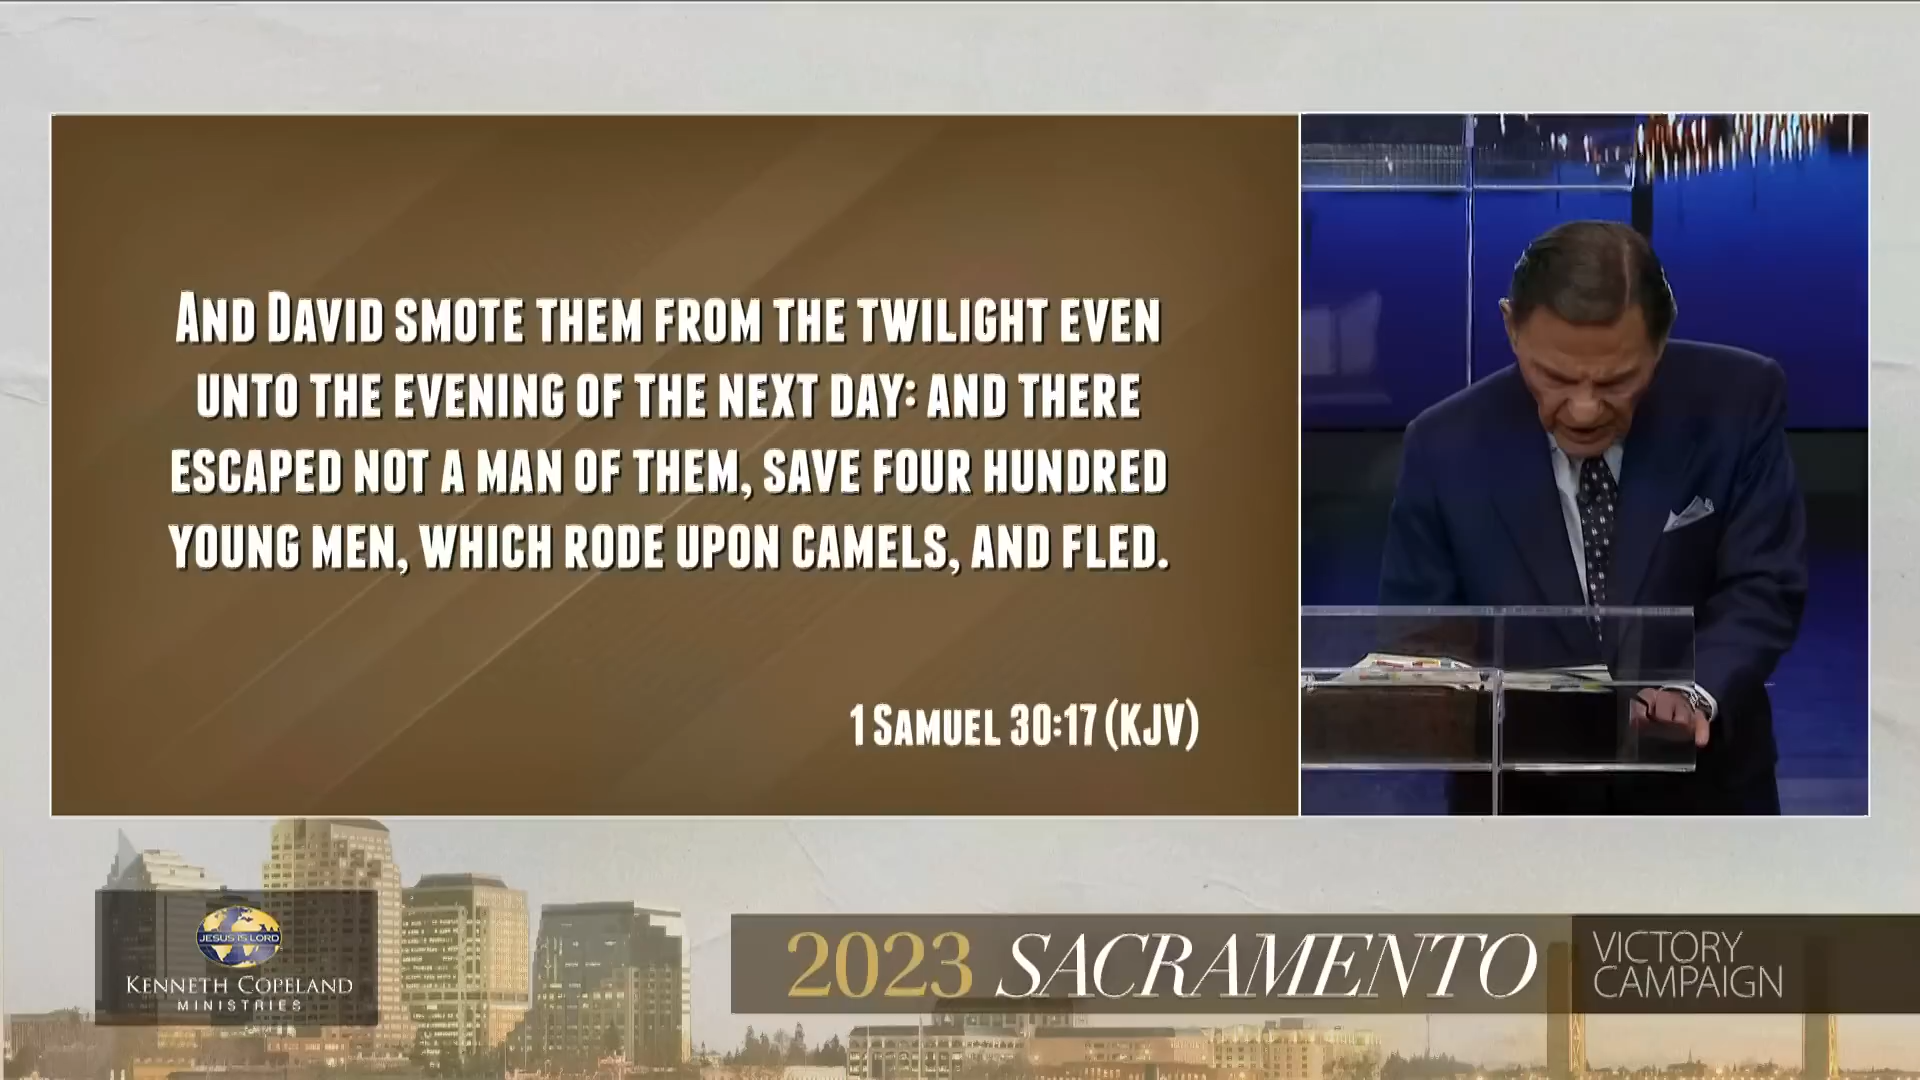 And David smote them from the twilight even
unto the evening of the next day: and there
escaped not a man of them, save four hundred
young men, which rode upon camels, and fled.
1 Samuel 30:17 (KJV)
JESUS IS LORD
Kenneth Copeland
MINISTRIES
2023 SACRAMENTO
VICTORY
CAMPAIGN